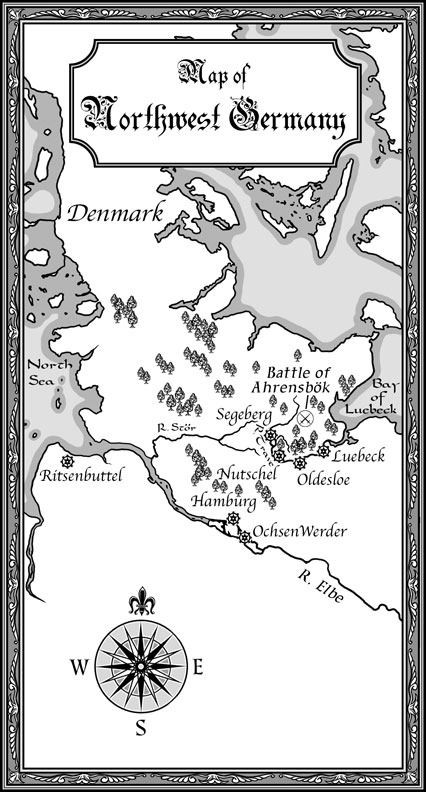 Map of
Northwest Germany
Denmark
North
Sea
Battle of
Ahrensbök
Bay
of
Luebeck
Segeberg
R. Stör
R. Trave
Luebeck
Ritsenbuttel
Nutschel
Oldesloe
Hamburg
OchsenWerder
R. Elbe
W
E
S